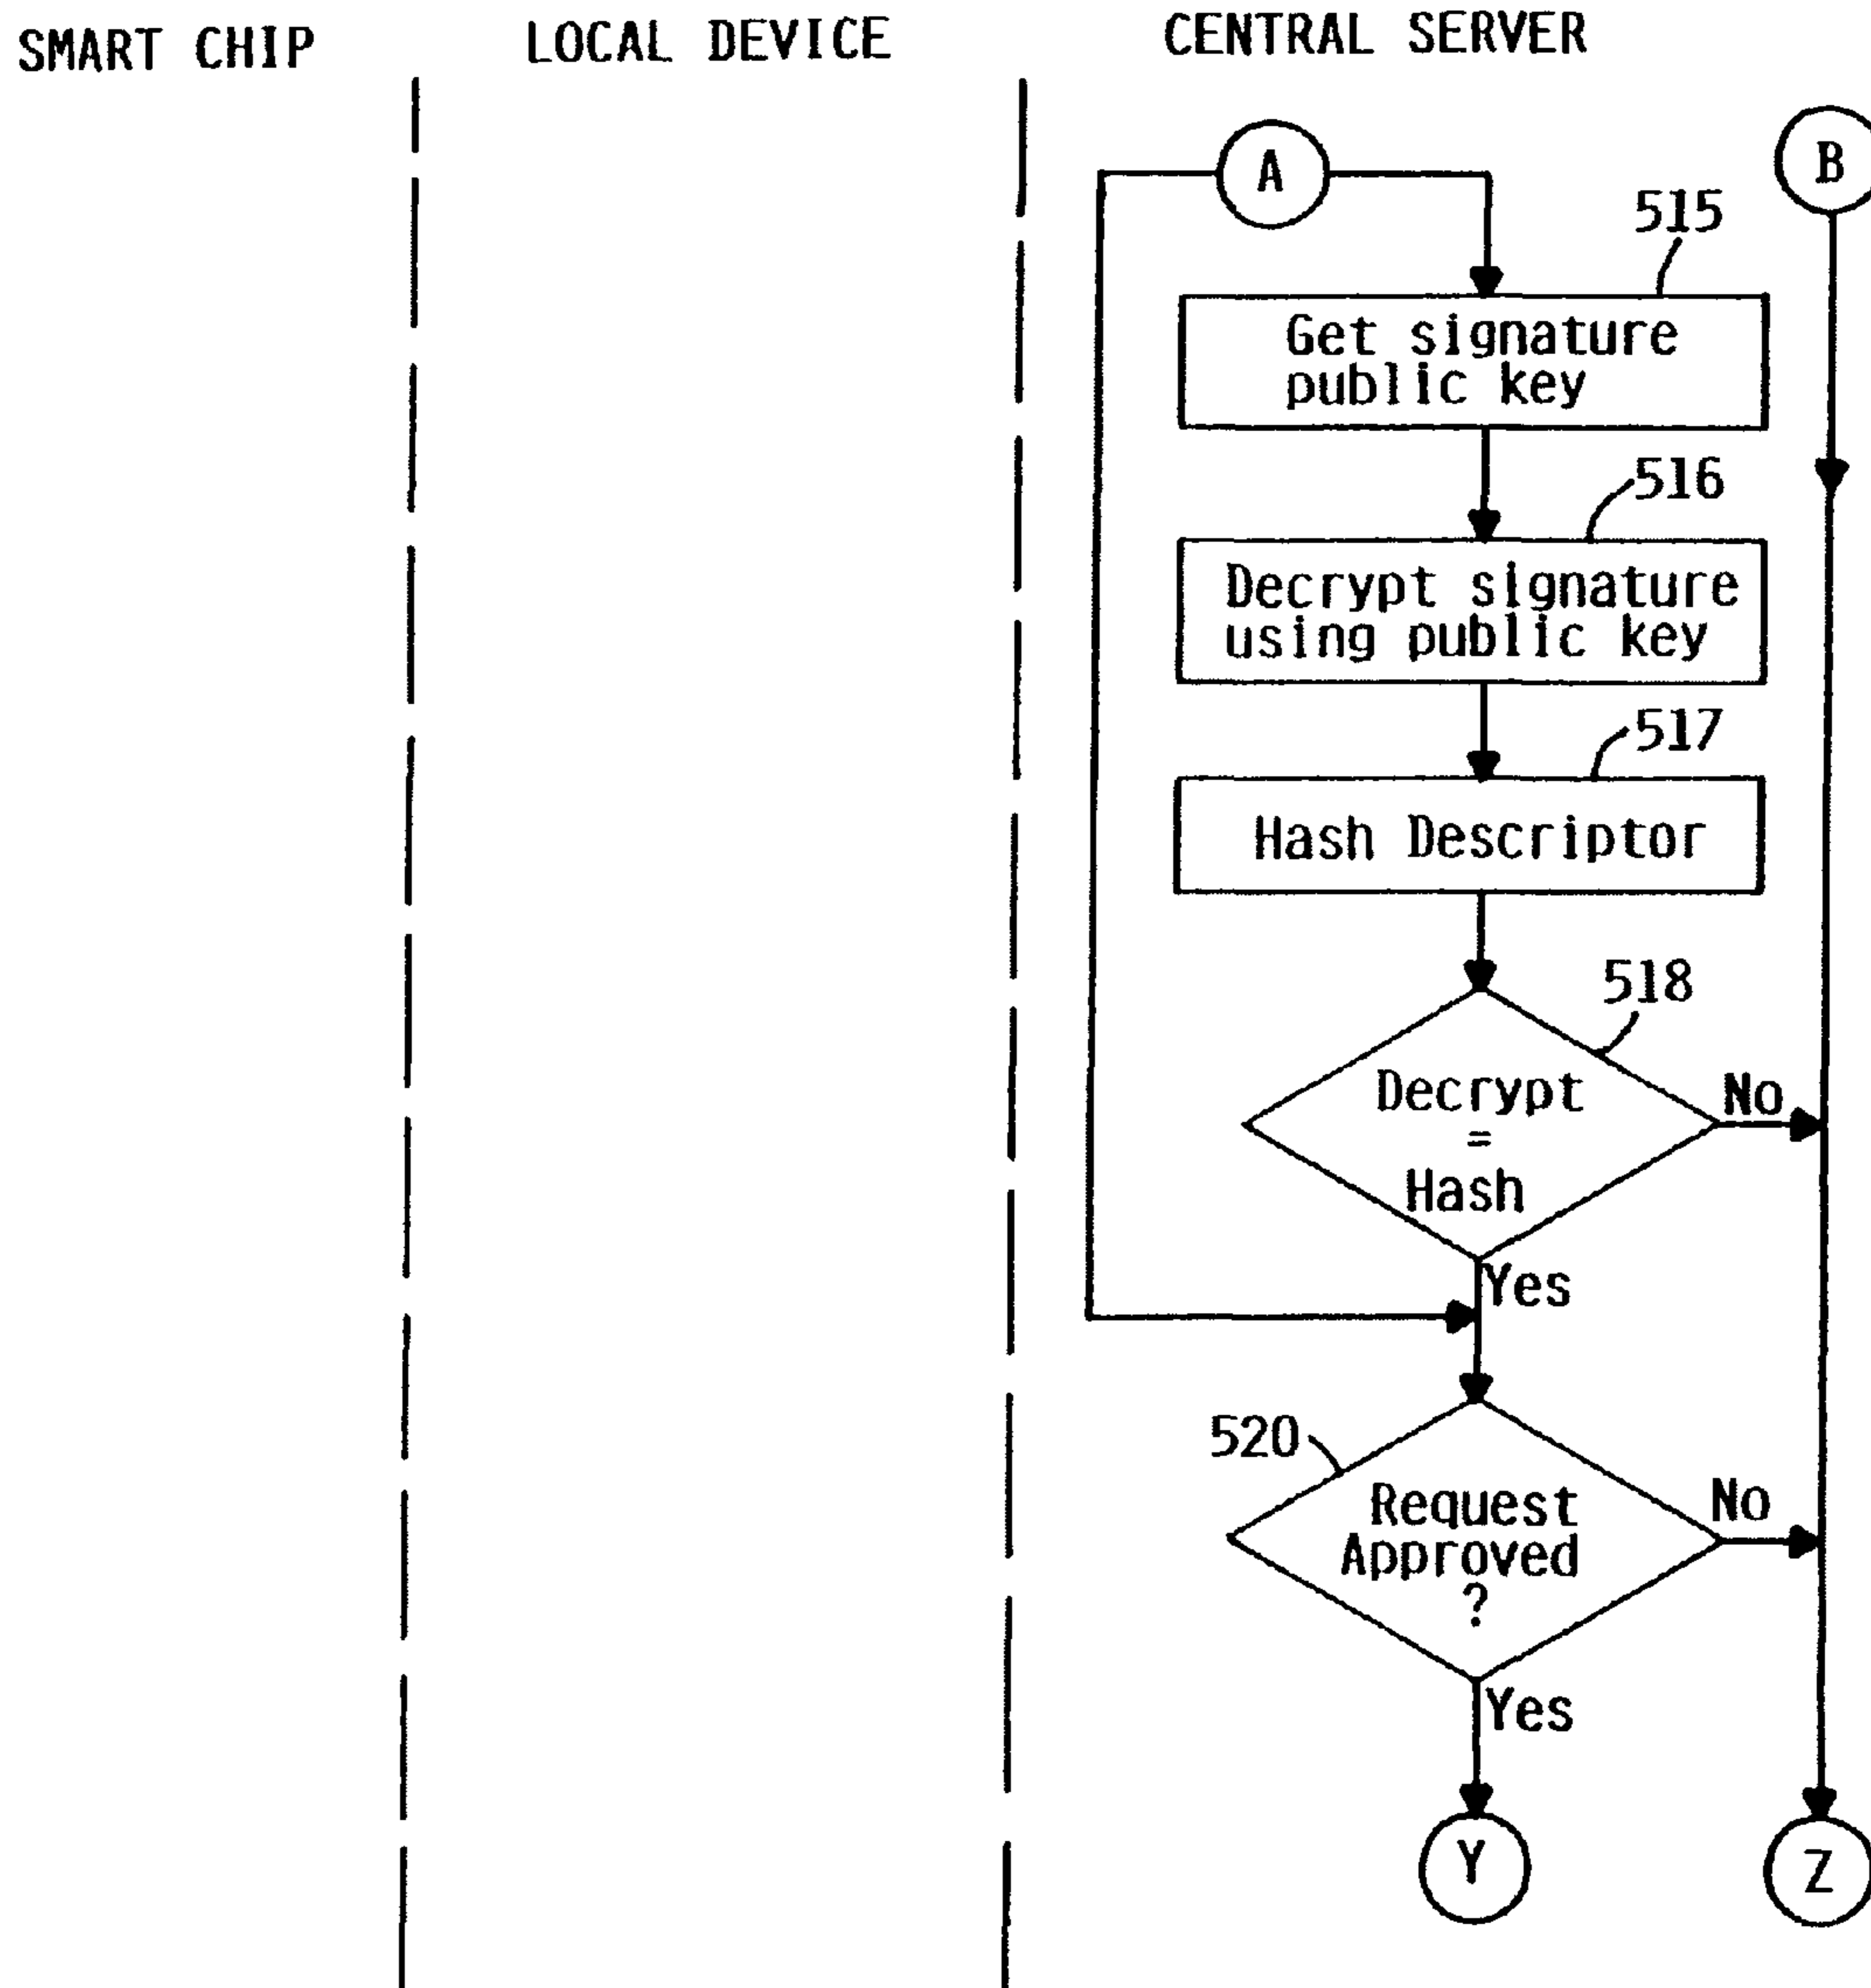 SMART CHIP
LOCAL DEVICE
CENTRAL SERVER
A
B
515
Get signature
public key
516
Decrypt signature
using public key
517
Hash Descriptor
518
Decrypt
=
Hash
No
Yes
520
Request
Approved
?
No
Yes
Y
Z